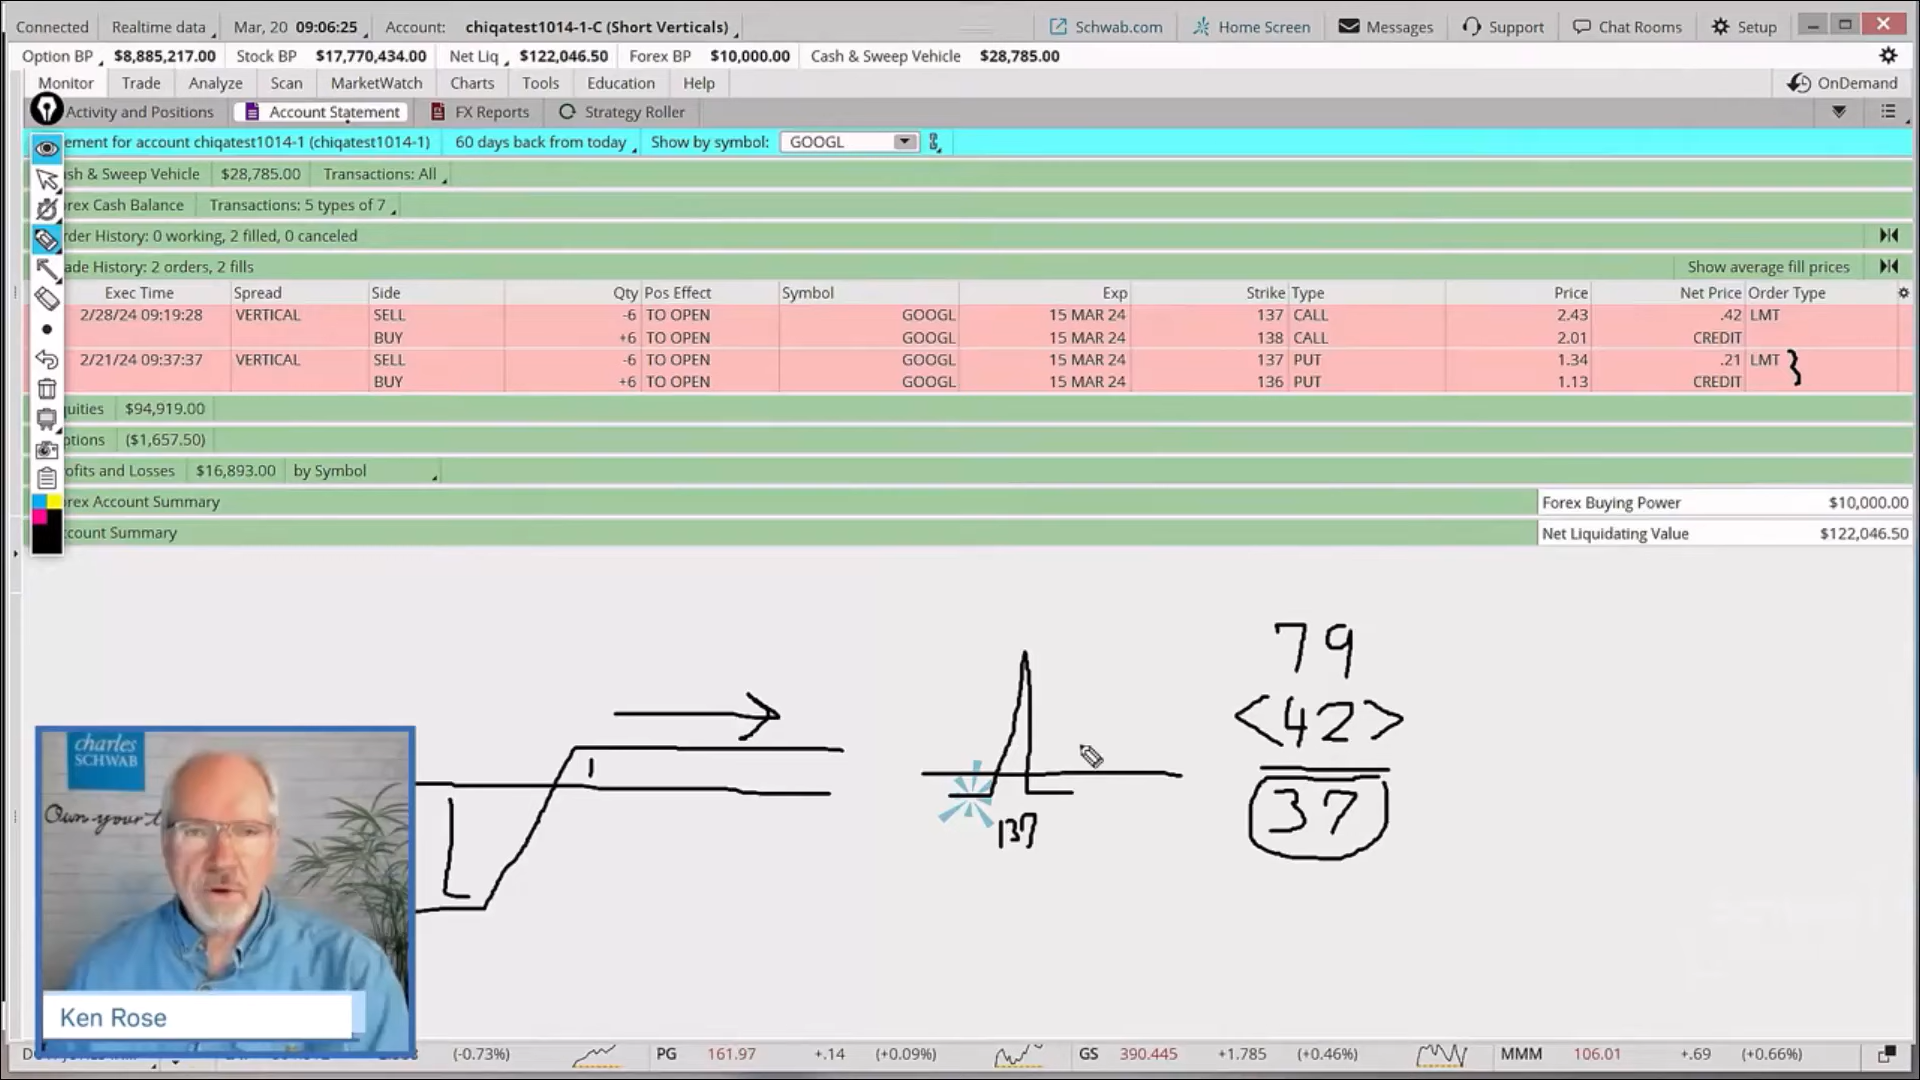 Connected Realtime data Mar, 20 09:06:25 Account: chiqatest1014-1-C (Short Verticals) Schwab.com Home Screen Messages Support Chat Rooms Setup
Option BP $8,885,217.00 Stock BP $17,770,434.00 Net Liq $122,046.50 Forex BP $10,000.00 Cash & Sweep Vehicle $28,785.00
Monitor Trade Analyze Scan MarketWatch Charts Tools Education Help OnDemand
Activity and Positions Account Statement FX Reports Strategy Roller
ement for account chiqatest1014-1 (chiqatest1014-1) 60 days back from today Show by symbol: GOOGL
ash & Sweep Vehicle $28,785.00 Transactions: All
rex Cash Balance Transactions: 5 types of 7
rder History: 0 working, 2 filled, 0 canceled
ade History: 2 orders, 2 fills Show average fill prices
Exec Time Spread Side Qty Pos Effect Symbol Exp Strike Type Price Net Price Order Type
2/28/24 09:19:28 VERTICAL SELL -6 TO OPEN GOOGL 15 MAR 24 137 CALL 2.43 .42 LMT
BUY +6 TO OPEN GOOGL 15 MAR 24 138 CALL 2.01 CREDIT
2/21/24 09:37:37 VERTICAL SELL -6 TO OPEN GOOGL 15 MAR 24 137 PUT 1.34 .21 LMT }
BUY +6 TO OPEN GOOGL 15 MAR 24 136 PUT 1.13 CREDIT
uities $94,919.00
tions ($1,657.50)
ofits and Losses $16,893.00 by Symbol
orex Account Summary Forex Buying Power $10,000.00
ccount Summary Net Liquidating Value $122,046.50
79
<42>
37
137
charles
SCHWAB
Own your t
Ken Rose
(-0.73%) PG 161.97 +.14 (+0.09%) GS 390.445 +1.785 (+0.46%) MMM 106.01 +.69 (+0.66%)